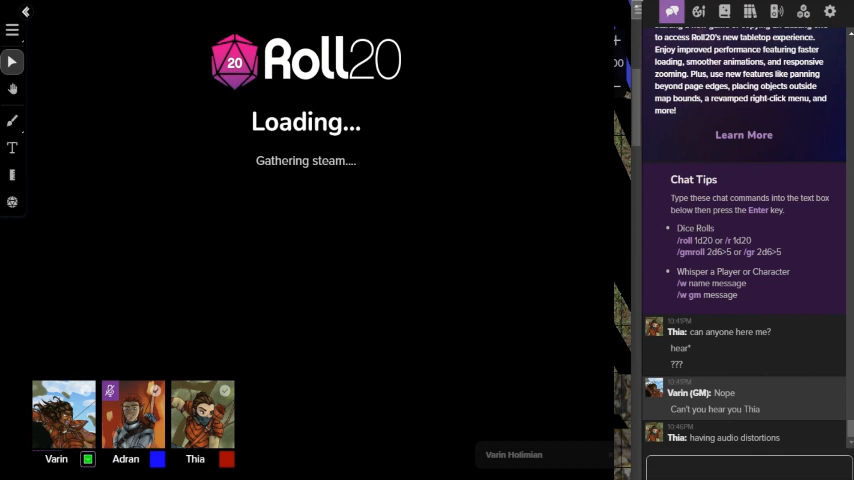 20
Roll20
Loading...
Gathering steam....
Varin
Adran
Thia
Varin Holimian
00
to access Roll20's new tabletop experience.
Enjoy improved performance featuring faster
loading, smoother animations, and responsive
zooming. Plus, use new features like panning
beyond page edges, placing objects outside
map bounds, a revamped right-click menu, and
more!
Learn More
Chat Tips
Type these chat commands into the text box
below then press the Enter key.
Dice Rolls
/roll 1d20 or /r 1d20
/gmroll 2d6>5 or /gr 2d6>5
Whisper a Player or Character
/w name message
/w gm message
10:41PM
Thia: can anyone here me?
hear*
???
10:41PM
Varin (GM): Nope
Can't you hear you Thia
10:46PM
Thia: having audio distortions